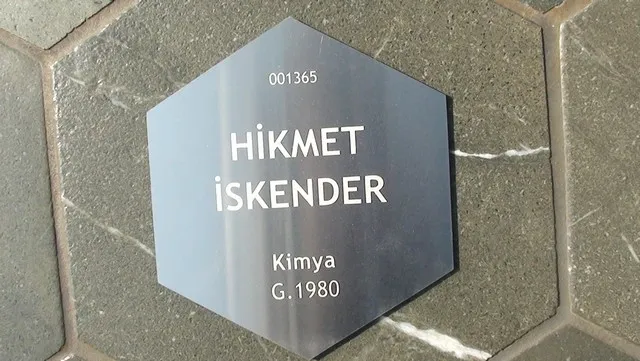 001365
HİKMET
İSKENDER
Kimya
G.1980